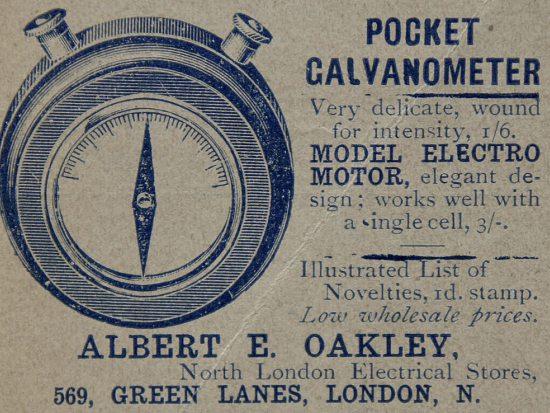 POCKET
GALVANOMETER
Very delicate, wound
for intensity, 1/6.
MODEL ELECTRO
MOTOR, elegant de-
sign; works well with
a single cell, 3/-.
Illustrated List of
Novelties, 1d. stamp.
Low wholesale prices.
ALBERT E. OAKLEY,
North London Electrical Stores,
569, GREEN LANES, LONDON, N.